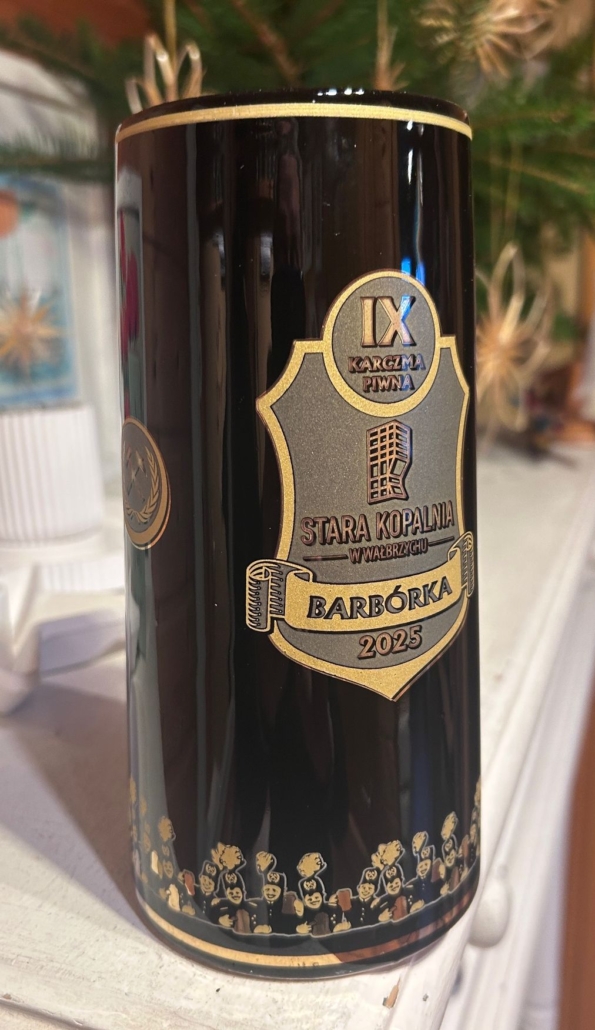 IX
KARCZMA
PIWNA
STARA KOPALNIA
W WAŁBRZYCHU
BARBÓRKA
2025